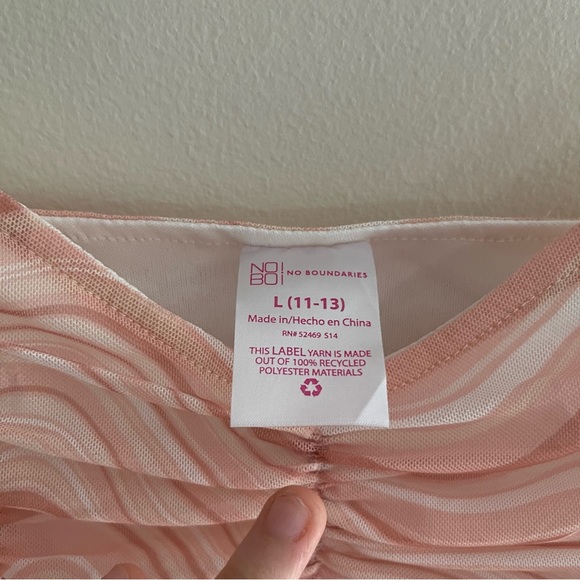 NO
BO
NO BOUNDARIES
L (11-13)
Made in/Hecho en China
RN# 52469 S14
THIS LABEL YARN IS MADE
OUT OF 100% RECYCLED
POLYESTER MATERIALS